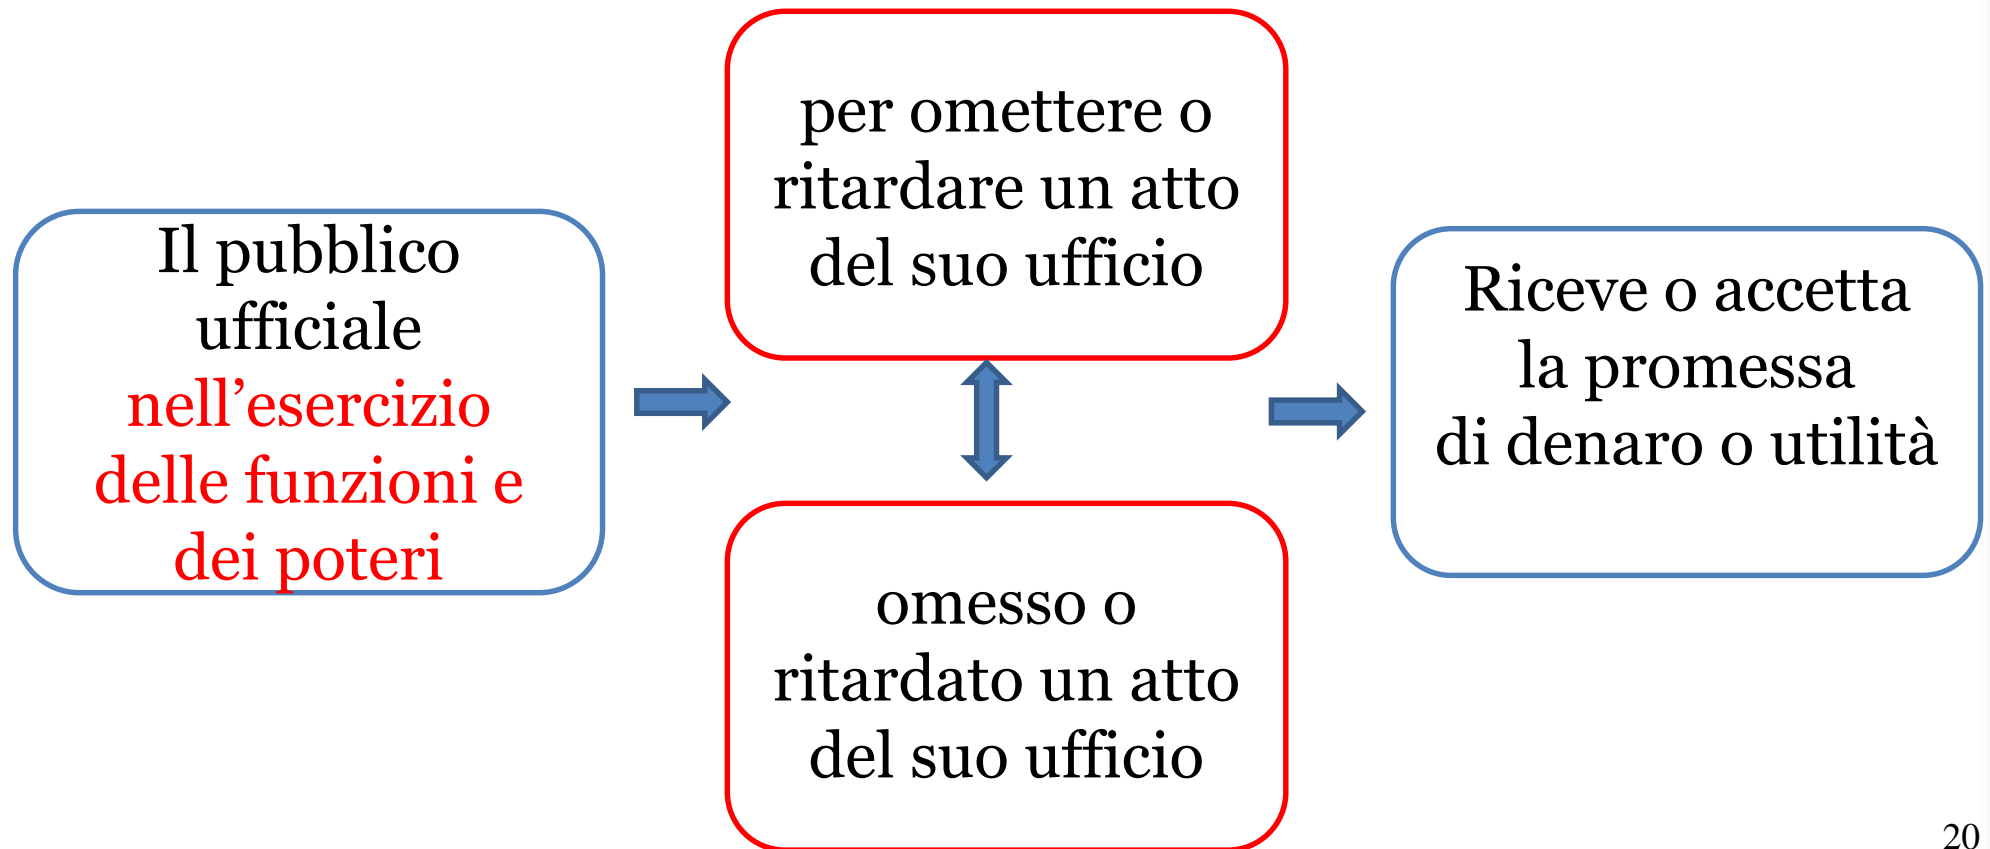 Il pubblico
ufficiale
nell’esercizio
delle funzioni e
dei poteri
per omettere o
ritardare un atto
del suo ufficio
omesso o
ritardato un atto
del suo ufficio
Riceve o accetta
la promessa
di denaro o utilità
20